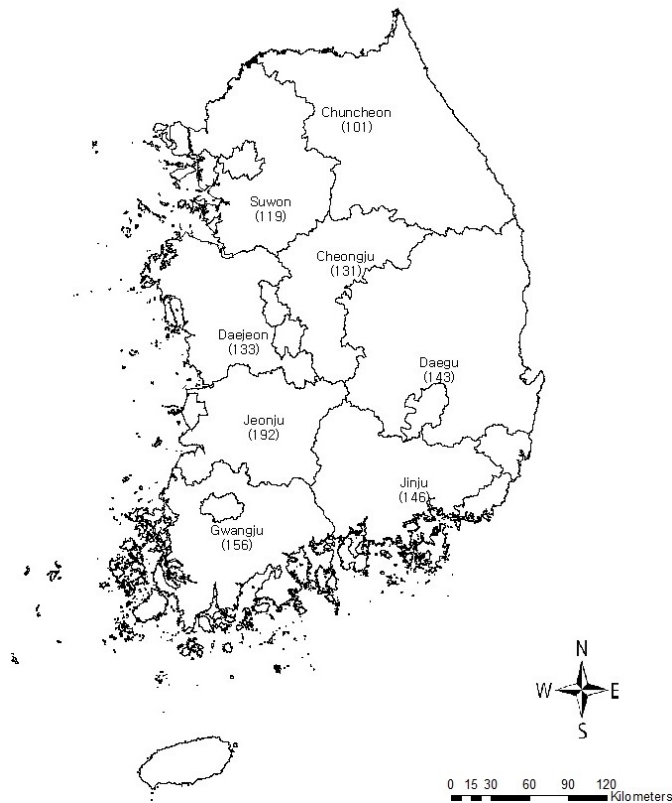 Chuncheon
(101)
Suwon
(119)
Cheongju
(131)
Daejeon
(133)
Daegu
(143)
Jeonju
(192)
Jinju
(146)
Gwangju
(156)
N
W E
S
0 15 30 60 90 120
Kilometers